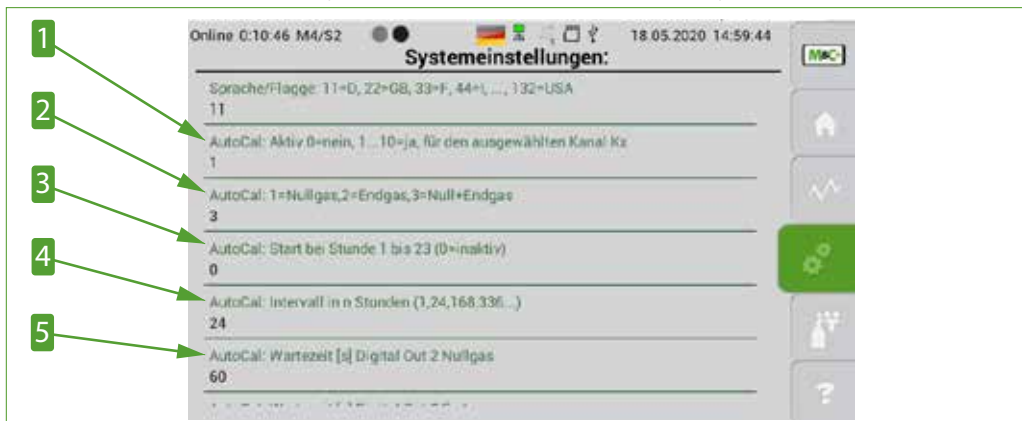 Online 0:10:46 M4/S2 18.05.2020 14:59:44
Systemeinstellungen:
M&C
Sprache/Flagge: 11=D, 22=GB, 33=F, 44=I, ..., 132=USA
11
1
AutoCal: Aktiv 0=nein, 1...10=ja, für den ausgewählten Kanal Kx
1
2
AutoCal: 1=Nullgas,2=Endgas,3=Null+Endgas
3
3
AutoCal: Start bei Stunde 1 bis 23 (0=inaktiv)
0
4
AutoCal: Intervall in n Stunden (1,24,168,336...)
24
5
AutoCal: Wartezeit [s] Digital Out 2 Nullgas
60
?